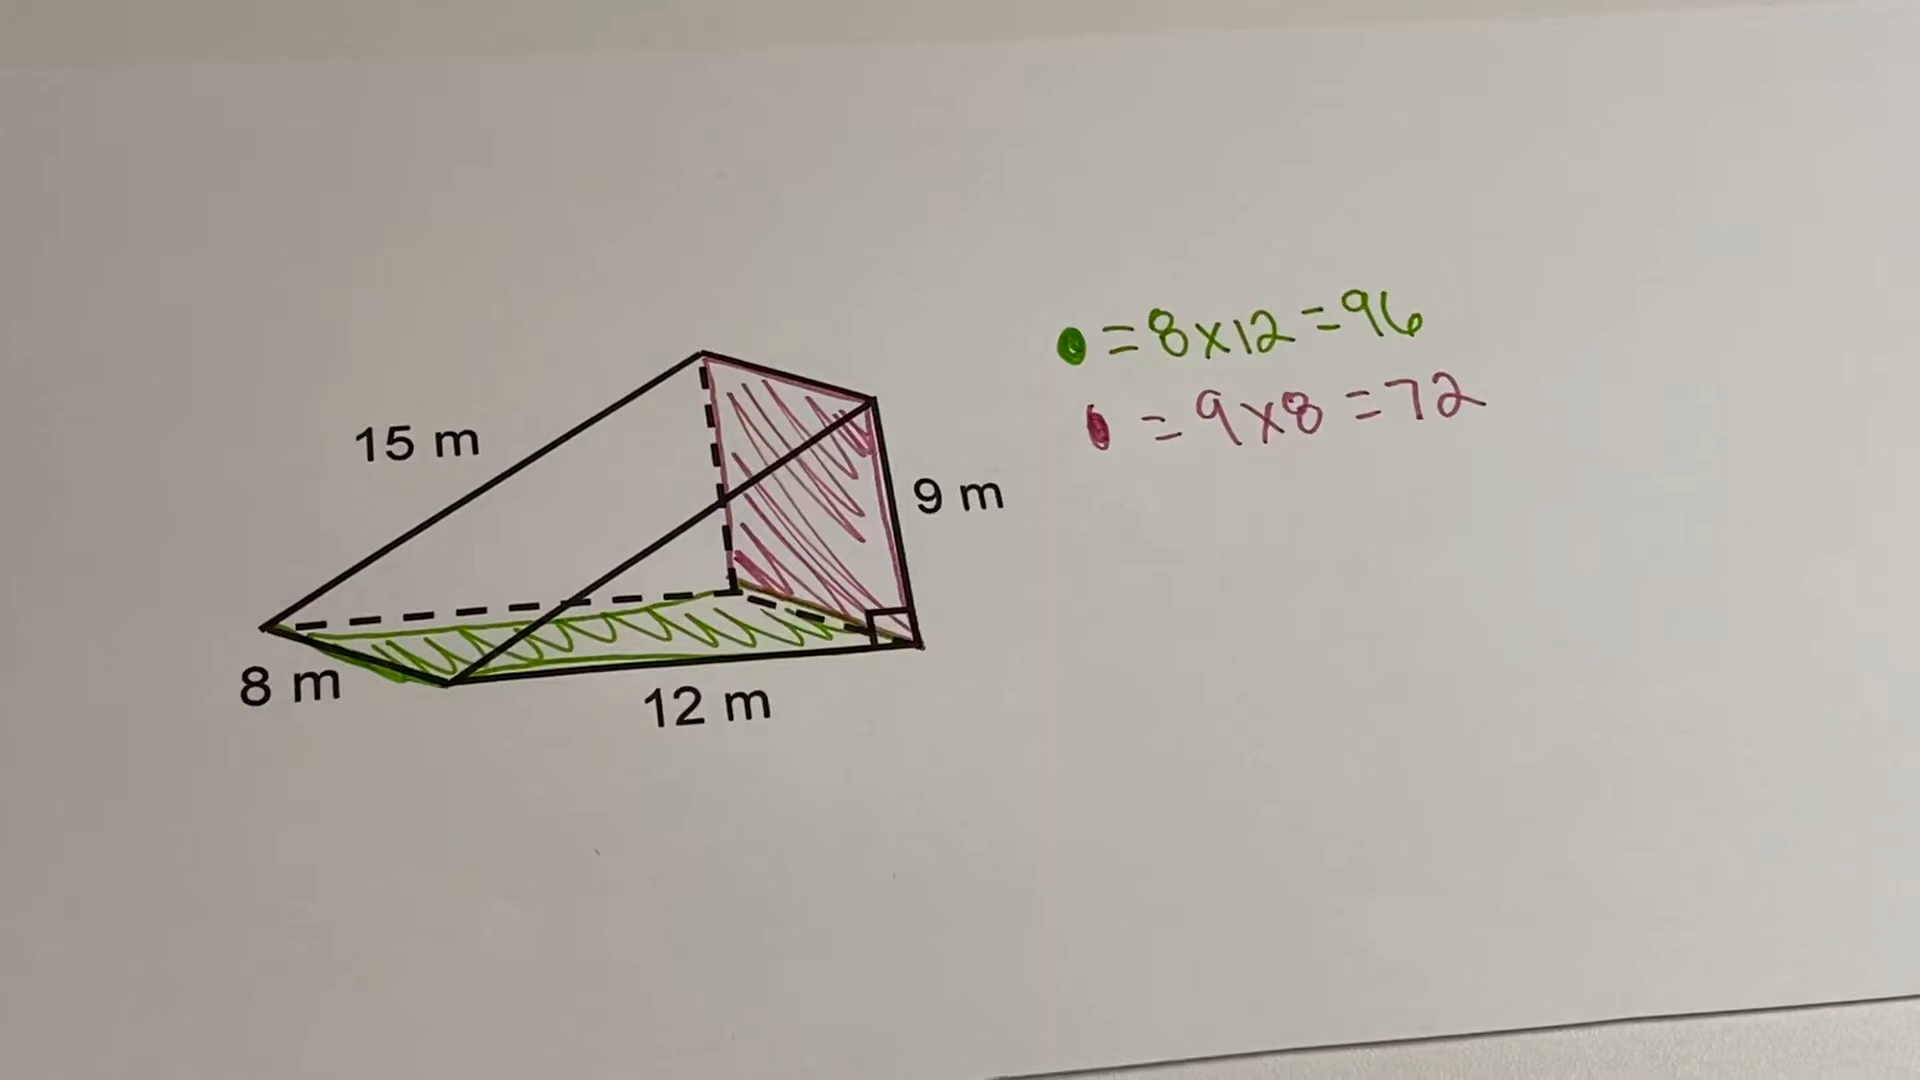 = 8x12 = 96
= 9x8 = 72
15 m
9 m
8 m
12 m